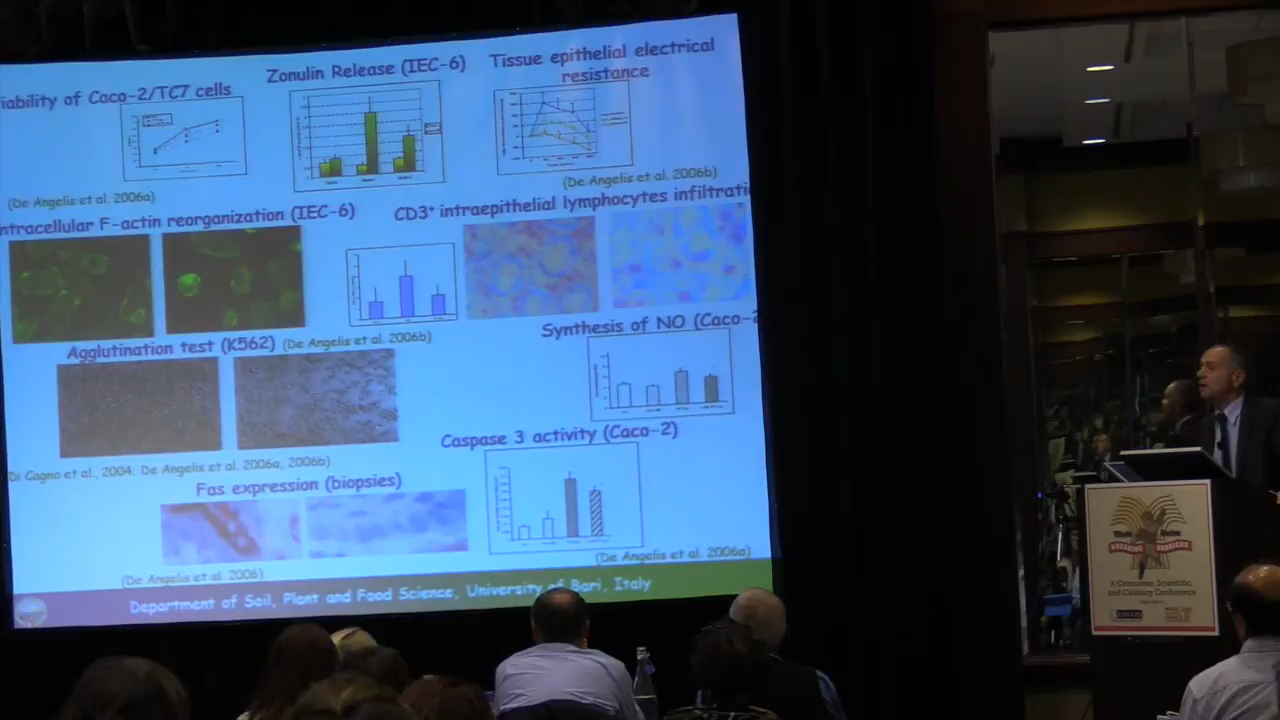 Zonulin Release (IEC-6)
Tissue epithelial electrical
resistance
iability of Caco-2/TC7 cells
(De Angelis et al. 2006a)
(De Angelis et al. 2006b)
ntracellular F-actin reorganization (IEC-6)
CD3⁺ intraepithelial lymphocytes infiltrati
Agglutination test (K562) (De Angelis et al. 2006b)
Synthesis of NO (Caco-2
Di Cagno et al., 2004; De Angelis et al. 2006a, 2006b)
Caspase 3 activity (Caco-2)
Fas expression (biopsies)
(De Angelis et al. 2006)
(De Angelis et al. 2006a)
Department of Soil, Plant and Food Science, University of Bari, Italy
BREAKING BARRIERS
A Consumer, Scientific,
and Culinary Conference